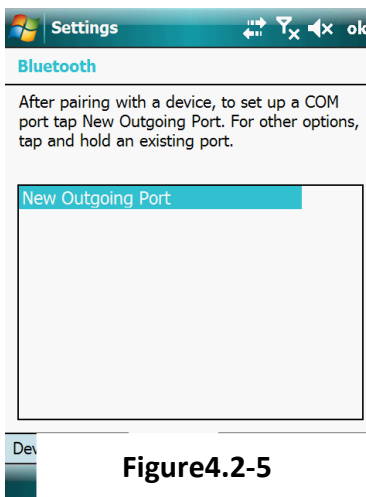 Settings
ok
Bluetooth
After pairing with a device, to set up a COM
port tap New Outgoing Port. For other options,
tap and hold an existing port.
New Outgoing Port
Figure4.2-5